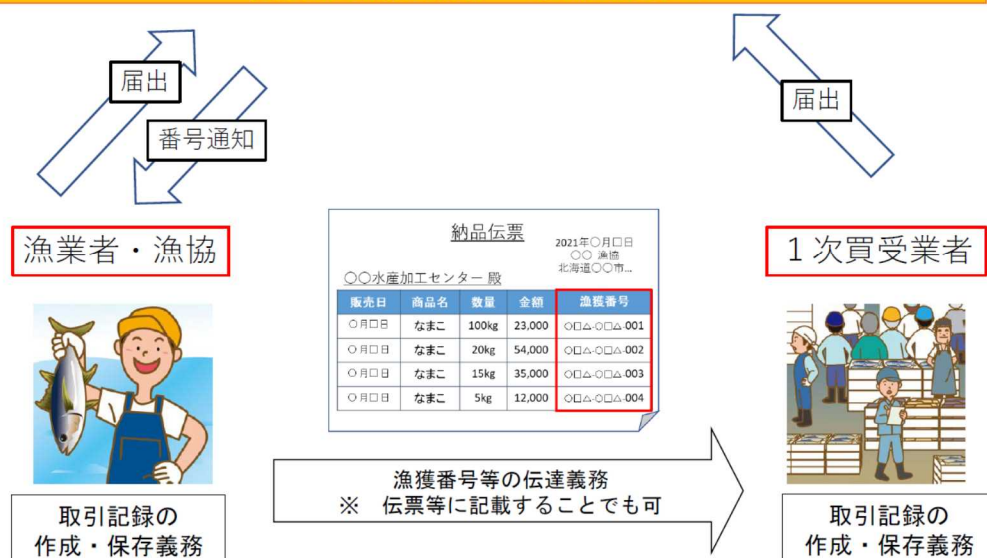 届出
番号通知
届出
漁業者・漁協
1次買受業者
納品伝票
2021年○月□日
○○ 漁協
北海道○○市…
○○水産加工センター 殿
販売日 商品名 数量 金額 漁獲番号
○月□日 なまこ 100kg 23,000 ○□△-○□△-001
○月□日 なまこ 20kg 54,000 ○□△-○□△-002
○月□日 なまこ 15kg 35,000 ○□△-○□△-003
○月□日 なまこ 5kg 12,000 ○□△-○□△-004
漁獲番号等の伝達義務
※ 伝票等に記載することでも可
取引記録の
作成・保存義務
取引記録の
作成・保存義務